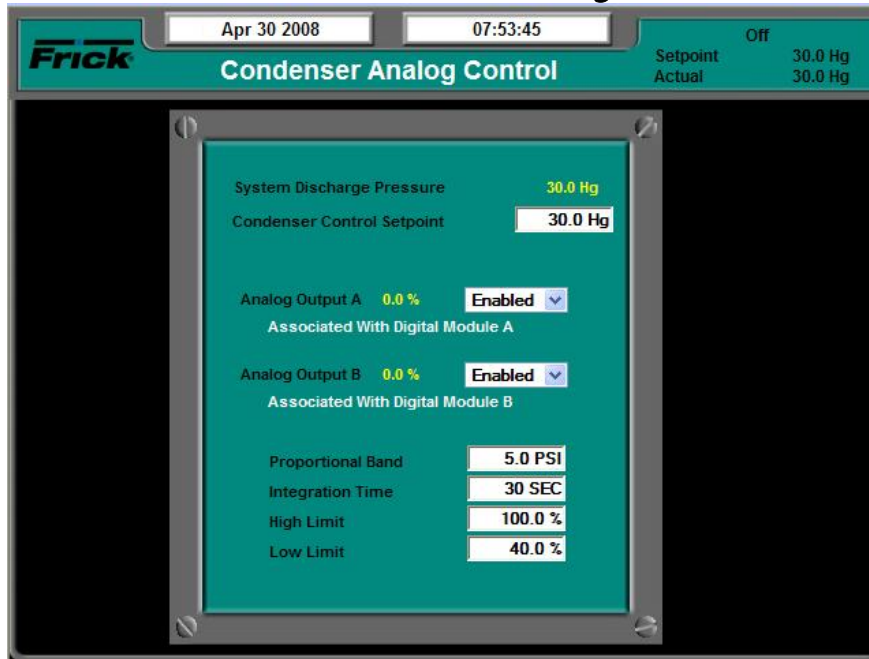 Apr 30 2008 07:53:45 Off
Frick
Condenser Analog Control
Setpoint 30.0 Hg
Actual 30.0 Hg
System Discharge Pressure 30.0 Hg
Condenser Control Setpoint 30.0 Hg
Analog Output A 0.0 % Enabled
Associated With Digital Module A
Analog Output B 0.0 % Enabled
Associated With Digital Module B
Proportional Band 5.0 PSI
Integration Time 30 SEC
High Limit 100.0 %
Low Limit 40.0 %